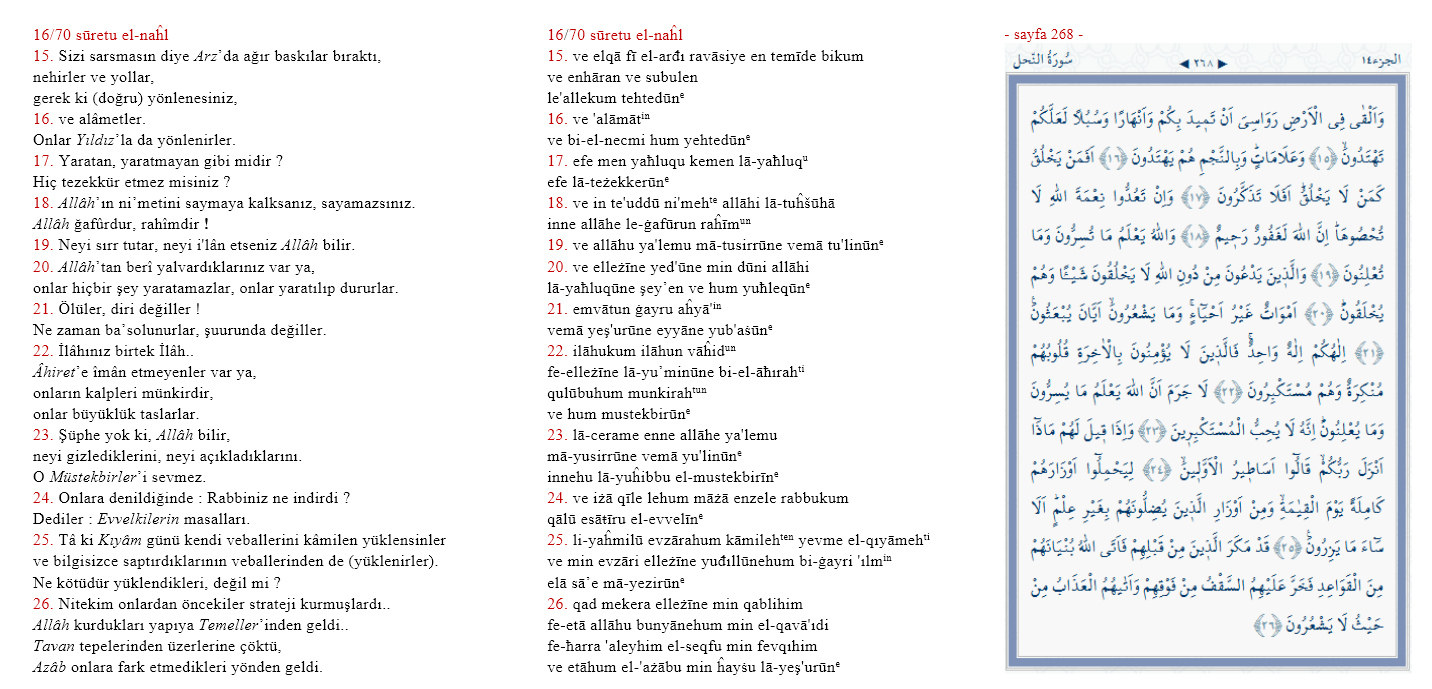 16/70 sūretu el-naĥl
15. Sizi sarsmasın diye Arz’da ağır baskılar bıraktı,
nehirler ve yollar,
gerek ki (doğru) yönlenesiniz,
16. ve alâmetler.
Onlar Yıldız’la da yönlenirler.
17. Yaratan, yaratmayan gibi midir ?
Hiç tezekkür etmez misiniz ?
18. Allâh’ın ni’metini saymaya kalksanız, sayamazsınız.
Allâh ğafûrdur, rahîmdir !
19. Neyi sırr tutar, neyi i'lân etseniz Allâh bilir.
20. Allâh’tan berî yalvardıklarınız var ya,
onlar hiçbir şey yaratamazlar, onlar yaratılıp dururlar.
21. Ölüler, diri değiller !
Ne zaman ba’solunurlar, şuurunda değiller.
22. İlâhınız birtek İlâh..
Âhiret’e îmân etmeyenler var ya,
onların kalpleri münkirdir,
onlar büyüklük taslarlar.
23. Şüphe yok ki, Allâh bilir,
neyi gizlediklerini, neyi açıkladıklarını.
O Müstekbirler’i sevmez.
24. Onlara denildiğinde : Rabbiniz ne indirdi ?
Dediler : Evvelkilerin masalları.
25. Tâ ki Kıyâm günü kendi veballerini kâmilen yüklensinler
ve bilgisizce saptırdıklarının veballerinden de (yüklenirler).
Ne kötüdür yüklendikleri, değil mi ?
26. Nitekim onlardan öncekiler strateji kurmuşlardı..
Allâh kurdukları yapıya Temeller’inden geldi..
Tavan tepelerinden üzerlerine çöktü,
Azâb onlara fark etmedikleri yönden geldi.
16/70 sūretu el-naĥl
15. ve elqā fī el-arđı ravāsiye en temīde bikum
ve enhāran ve subulen
le'allekum tehtedūnᵉ
16. ve 'alāmātⁱⁿ
ve bi-el-necmi hum yehtedūnᵉ
17. efe men yaħluqu kemen lā-yaħluqᵘ
efe lā-teżekkerūnᵉ
18. ve in te'uddū ni'mehᵗᵉ allāhi lā-tuĥśūhā
inne allāhe le-ġafūrun raĥīmᵘⁿ
19. ve allāhu ya'lemu mā-tusirrūne vemā tu'linūnᵉ
20. ve elleżīne yed'ūne min dūni allāhi
lā-yaħluqūne şey’en ve hum yuħleqūnᵉ
21. emvātun ġayru aĥyā'ⁱⁿ
vemā yeş'urūne eyyāne yub'aśūnᵉ
22. ilāhukum ilāhun vāĥidᵘⁿ
fe-elleżīne lā-yu’minūne bi-el-āħırahᵗⁱ
qulūbuhum munkirahᵗᵘⁿ
ve hum mustekbirūnᵉ
23. lā-cerame enne allāhe ya'lemu
mā-yusirrūne vemā yu'linūnᵉ
innehu lā-yuĥibbu el-mustekbirīnᵉ
24. ve iżā qīle lehum māżā enzele rabbukum
qālū esāŧīru el-evvelīnᵉ
25. li-yaĥmilū evzārahum kāmilehᵗᵉⁿ yevme el-qıyāmehᵗⁱ
ve min evzāri elleżīne yuđıllūnehum bi-ġayri 'ılmⁱⁿ
elā sā’e mā-yezirūnᵉ
26. qad mekera elleżīne min qablihim
fe-etā allāhu bunyānehum min el-qavā'ıdi
fe-ħarra 'aleyhim el-seqfu min fevqıhim
ve etāhum el-'ażābu min ĥayśu lā-yeş'urūnᵉ
- sayfa 268 -
الجزء ١٤ ◀ ٢٦٨ ▶ سُورَةُ النَّحل
وَاَلْقٰى فِى الْاَرْضِ رَوَاسِىَ اَنْ تَم۪يدَ بِكُمْ وَاَنْهَارًا وَسُبُلًا لَعَلَّكُمْ
تَهْتَدُونَۙ ﴿١٥﴾ وَعَلَامَاتٍۜ وَبِالنَّجْمِ هُمْ يَهْتَدُونَ ﴿١٦﴾ اَفَمَنْ يَخْلُقُ
كَمَنْ لَا يَخْلُقُۜ اَفَلَا تَذَكَّرُونَ ﴿١٧﴾ وَاِنْ تَعُدُّوا نِعْمَةَ اللّٰهِ لَا
تُحْصُوهَاۜ اِنَّ اللّٰهَ لَغَفُورٌ رَح۪يمٌ ﴿١٨﴾ وَاللّٰهُ يَعْلَمُ مَا تُسِرُّونَ وَمَا
تُعْلِنُونَ ﴿١٩﴾ وَالَّذ۪ينَ يَدْعُونَ مِنْ دُونِ اللّٰهِ لَا يَخْلُقُونَ شَيْـًٔا وَهُمْ
يُخْلَقُونَۜ ﴿٢٠﴾ اَمْوَاتٌ غَيْرُ اَحْيَٓاءٍۚ وَمَا يَشْعُرُونَۙ اَيَّانَ يُبْعَثُونَ۟
﴿٢١﴾ اِلٰهُكُمْ اِلٰهٌ وَاحِدٌۚ فَالَّذ۪ينَ لَا يُؤْمِنُونَ بِالْاٰخِرَةِ قُلُوبُهُمْ
مُنْكِرَةٌ وَهُمْ مُسْتَكْبِرُونَ ﴿٢٢﴾ لَا جَرَمَ اَنَّ اللّٰهَ يَعْلَمُ مَا يُسِرُّونَ
وَمَا يُعْلِنُونَۜ اِنَّهُ لَا يُحِبُّ الْمُسْتَكْبِر۪ينَ ﴿٢٣﴾ وَاِذَا ق۪يلَ لَهُمْ مَاذَٓا
اَنْزَلَ رَبُّكُمْۙ قَالُٓوا اَسَاط۪يرُ الْاَوَّل۪ينَۙ ﴿٢٤﴾ لِيَحْمِلُٓوا اَوْزَارَهُمْ
كَامِلَةً يَوْمَ الْقِيٰمَةِۙ وَمِنْ اَوْزَارِ الَّذ۪ينَ يُضِلُّونَهُمْ بِغَيْرِ عِلْمٍۜ اَلَا
سَٓاءَ مَا يَزِرُونَ۟ ﴿٢٥﴾ قَدْ مَكَرَ الَّذ۪ينَ مِنْ قَبْلِهِمْ فَاَتَى اللّٰهُ بُنْيَانَهُمْ
مِنَ الْقَوَاعِدِ فَخَرَّ عَلَيْهِمُ السَّقْفُ مِنْ فَوْقِهِمْ وَاَتٰيهُمُ الْعَذَابُ مِنْ
حَيْثُ لَا يَشْعُرُونَ ﴿٢٦﴾